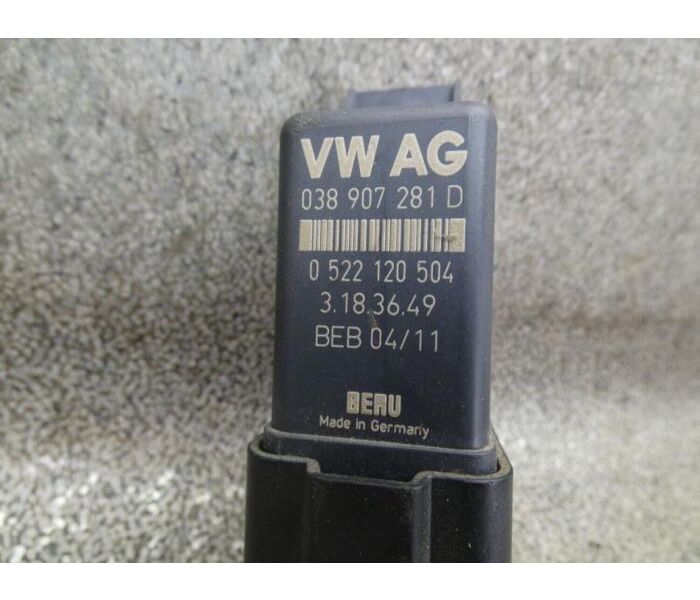 VW AG
038 907 281 D
0 522 120 504
3.18.36.49
BEB 04/11
BERU
Made in Germany